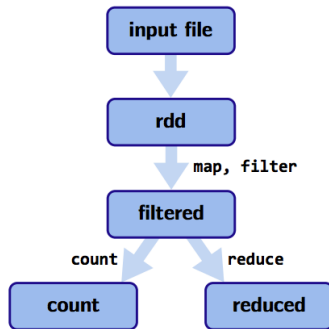 input file
rdd
map, filter
filtered
count
reduce
count
reduced